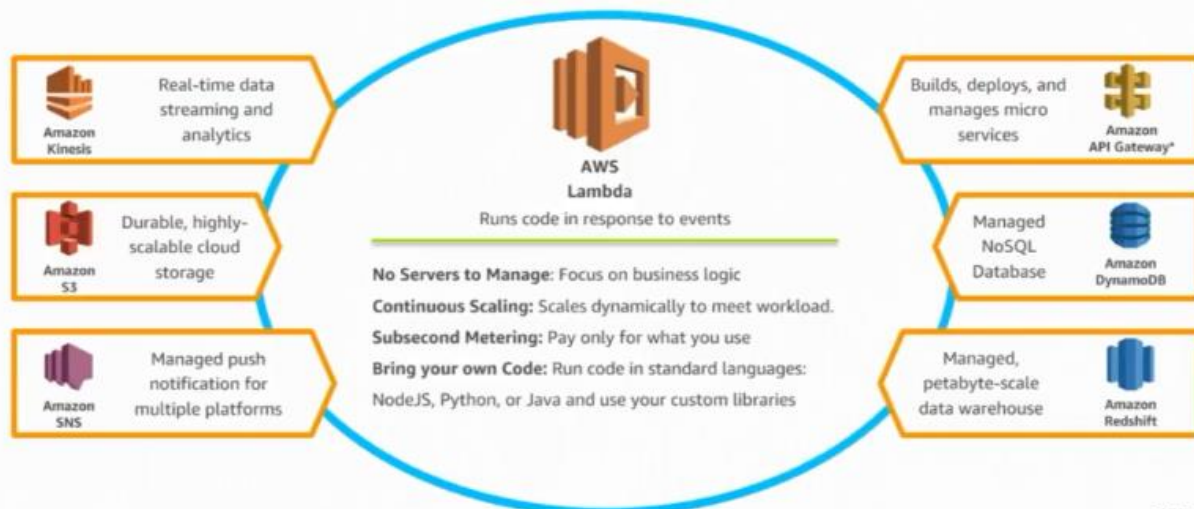 Real-time data
streaming and
analytics
Amazon
Kinesis
Durable, highly-
scalable cloud
storage
Amazon
S3
Managed push
notification for
multiple platforms
Amazon
SNS
AWS
Lambda
Runs code in response to events
No Servers to Manage: Focus on business logic
Continuous Scaling: Scales dynamically to meet workload.
Subsecond Metering: Pay only for what you use
Bring your own Code: Run code in standard languages:
NodeJS, Python, or Java and use your custom libraries
Builds, deploys, and
manages micro
services
Amazon
API Gateway*
Managed
NoSQL
Database
Amazon
DynamoDB
Managed,
petabyte-scale
data warehouse
Amazon
Redshift